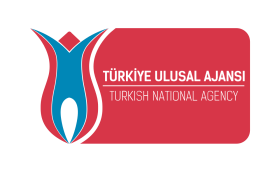 TÜRKİYE ULUSAL AJANSI
TURKISH NATIONAL AGENCY